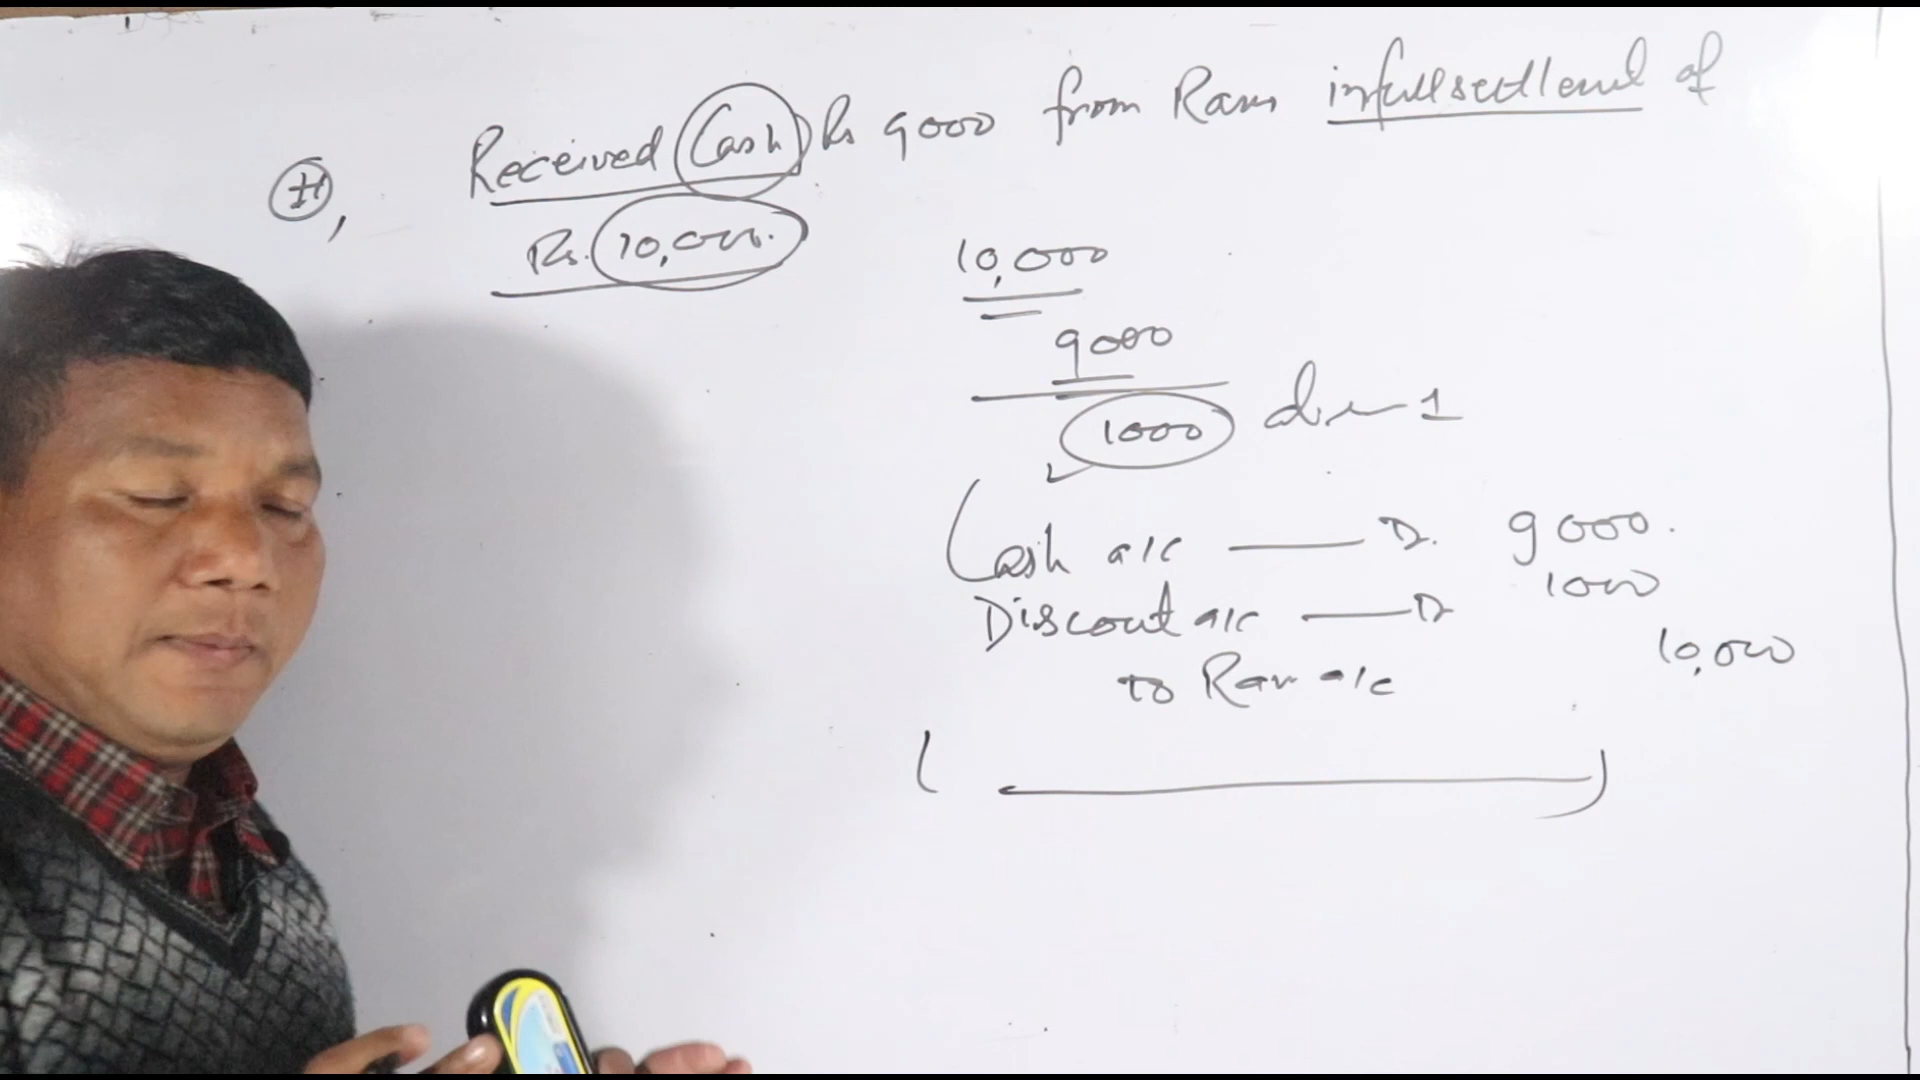 (H), Received Cash Rs 9000 from Ram infullsettlement of
Rs. 10,000.
10,000
9000
1000
Cash a/c ——— Dr. 9000.
Discount a/c ——— Dr 1000
to Ram a/c 10,000